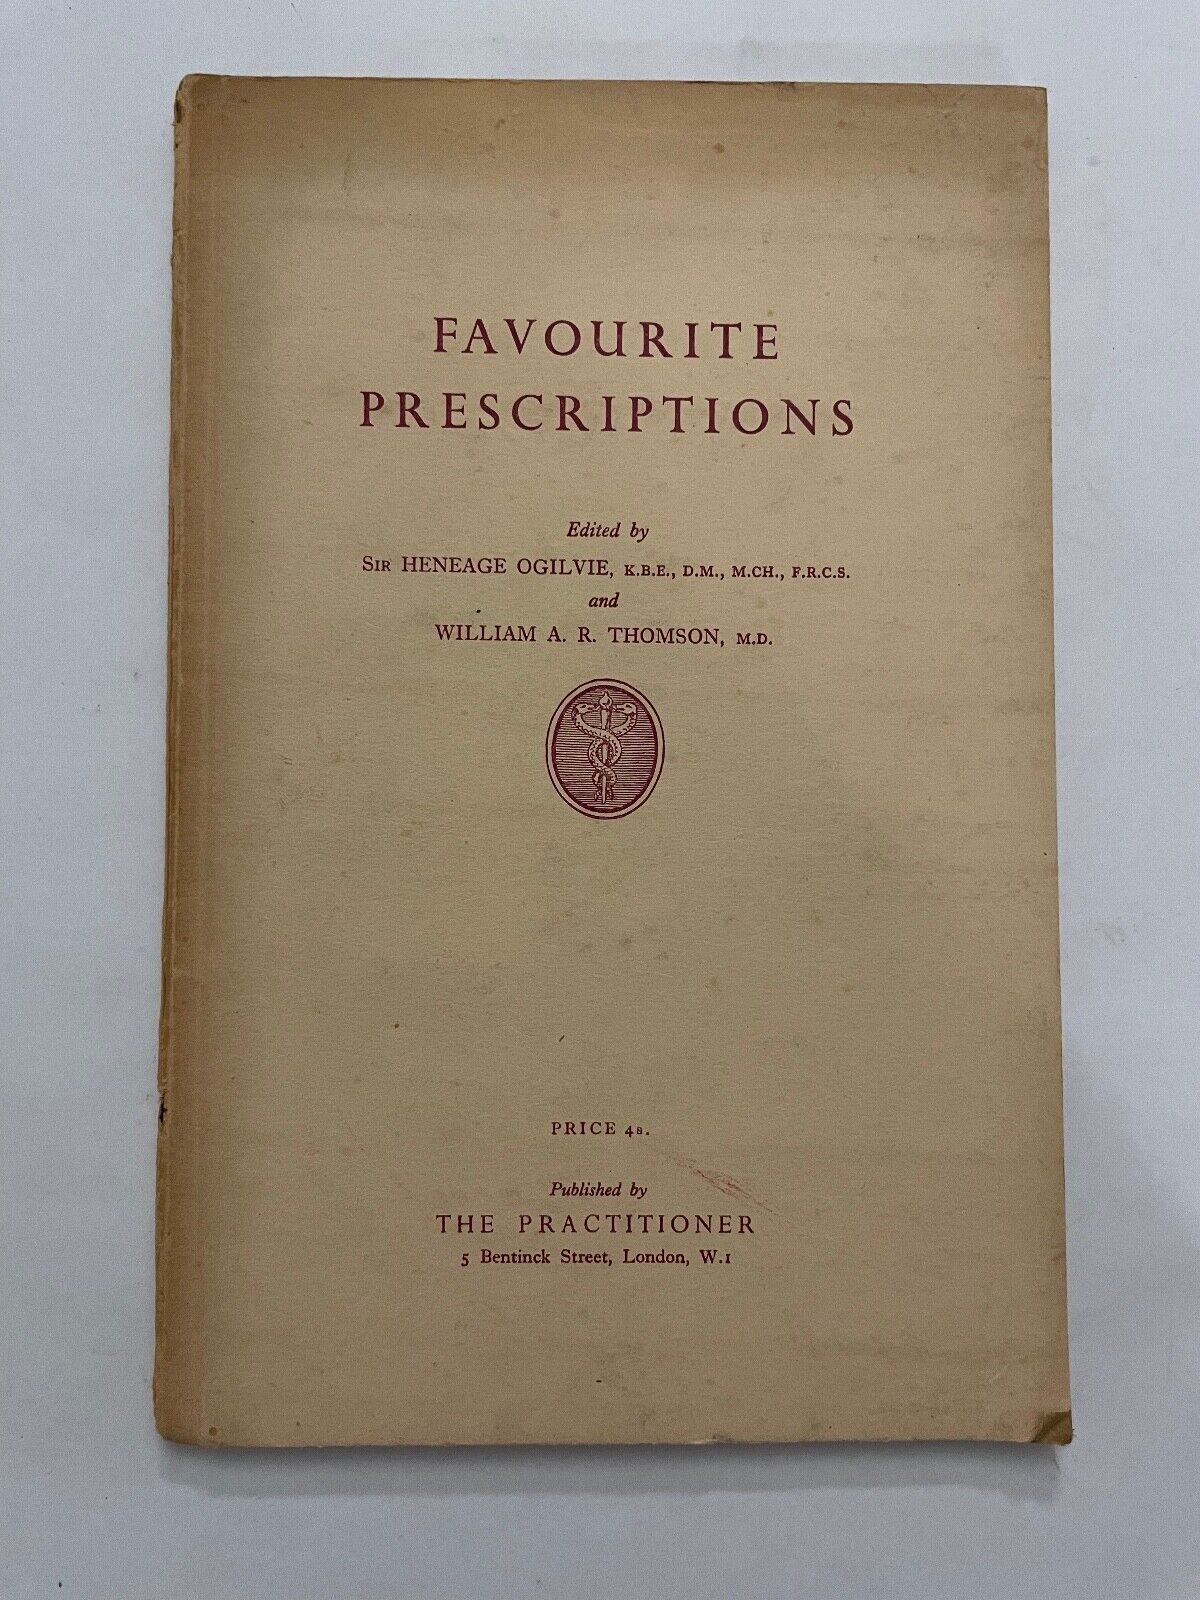 FAVOURITE
PRESCRIPTIONS
Edited by
SIR HENEAGE OGILVIE, K.B.E., D.M., M.CH., F.R.C.S.
and
WILLIAM A. R. THOMSON, M.D.
PRICE 4s.
Published by
THE PRACTITIONER
5 Bentinck Street, London, W.1